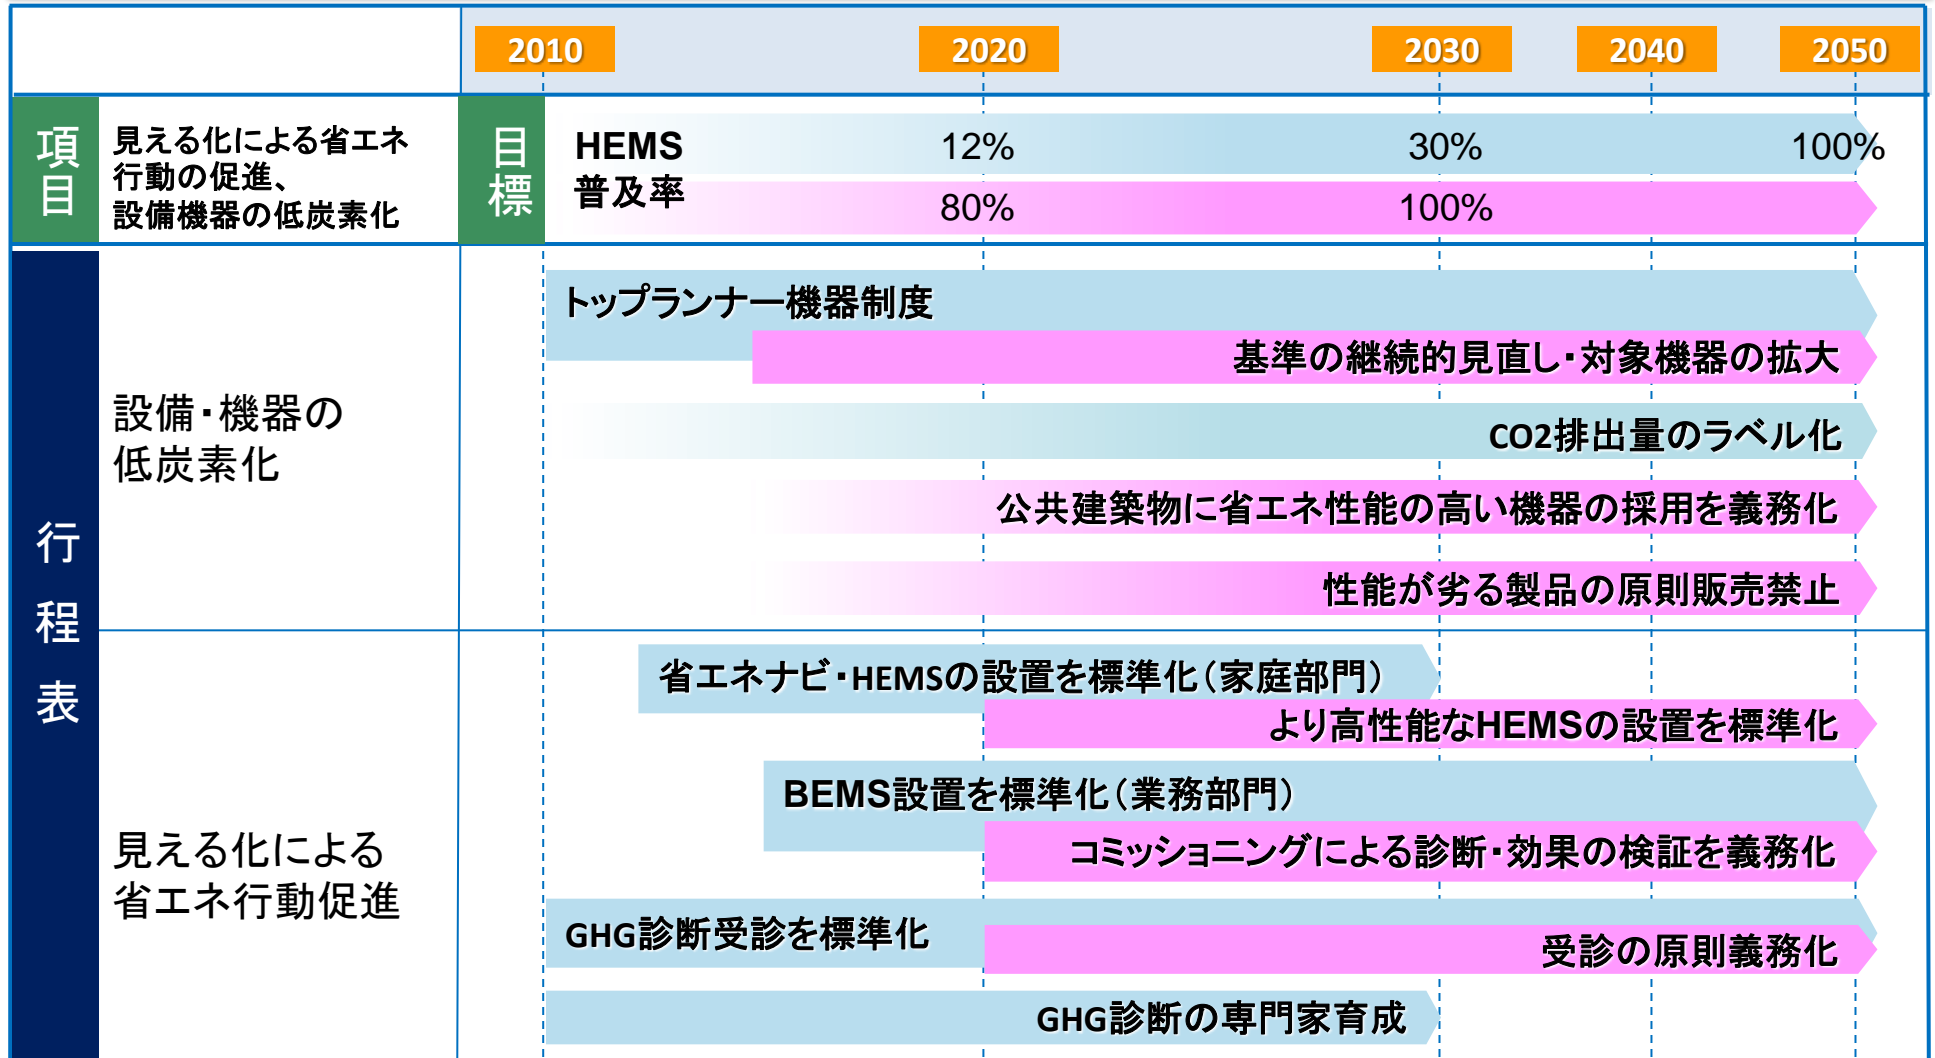 2010
2020
2030
2040
2050
項目
見える化による省エネ
行動の促進、
設備機器の低炭素化
目標
HEMS
普及率
12%
30%
100%
80%
100%
行程表
設備・機器の
低炭素化
トップランナー機器制度
基準の継続的見直し・対象機器の拡大
CO2排出量のラベル化
公共建築物に省エネ性能の高い機器の採用を義務化
性能が劣る製品の原則販売禁止
見える化による
省エネ行動促進
省エネナビ・HEMSの設置を標準化（家庭部門）
より高性能なHEMSの設置を標準化
BEMS設置を標準化（業務部門）
コミッショニングによる診断・効果の検証を義務化
GHG診断受診を標準化
受診の原則義務化
GHG診断の専門家育成